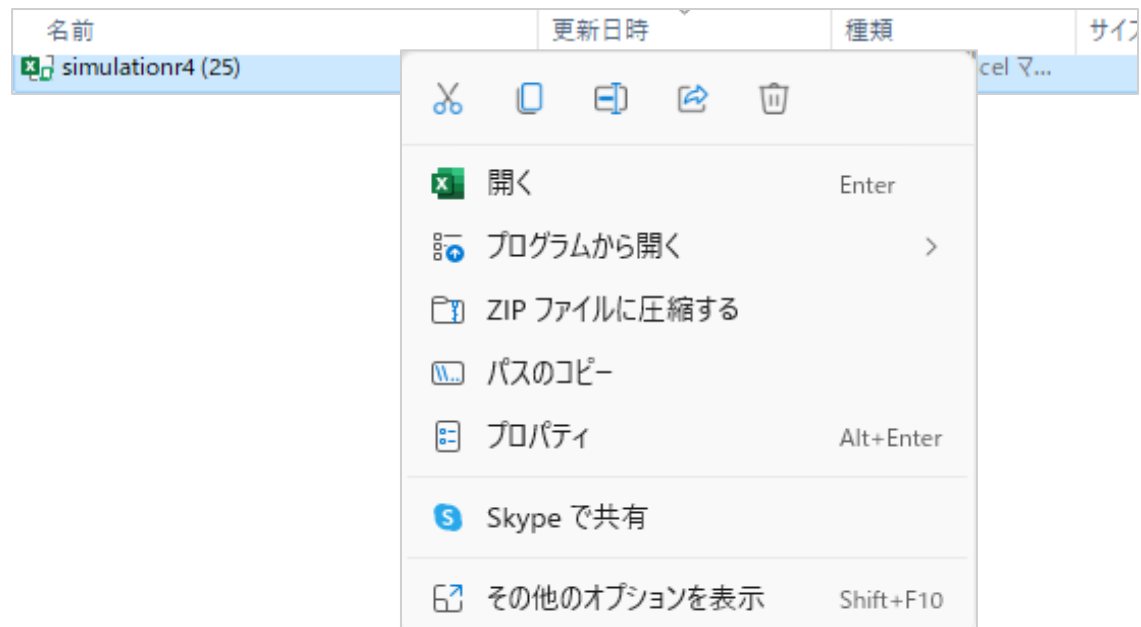 名前 更新日時 種類 サイズ
simulationr4 (25) cel マ...
開く Enter
プログラムから開く
ZIP ファイルに圧縮する
パスのコピー
プロパティ Alt+Enter
Skype で共有
その他のオプションを表示 Shift+F10